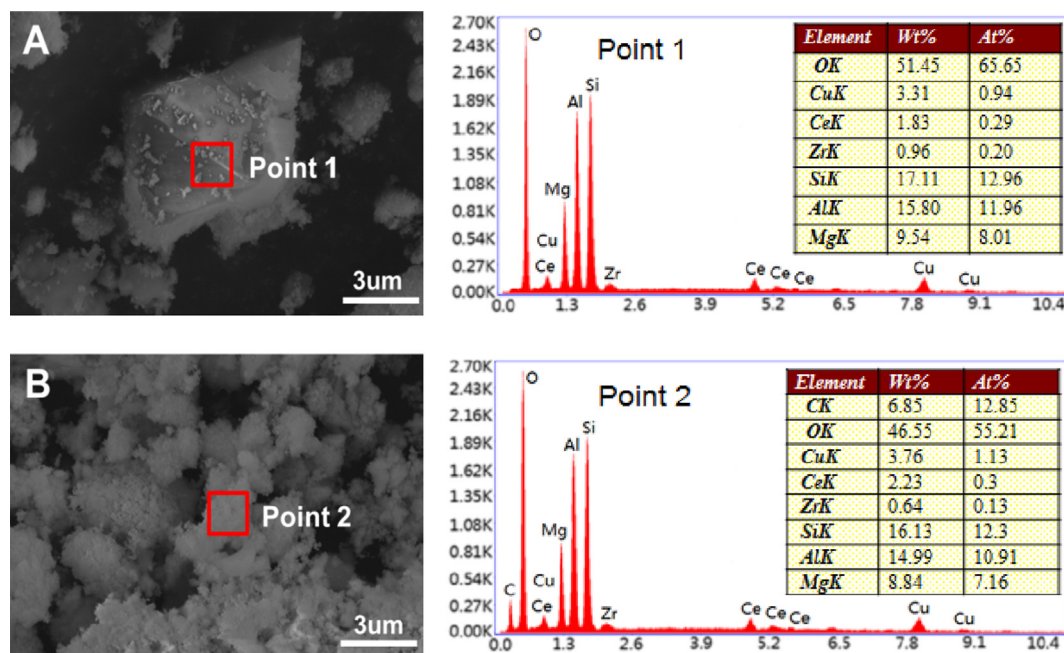 A
Point 1
3um
2.70K
2.43K
2.16K
1.89K
1.62K
1.35K
1.08K
0.81K
0.54K
0.27K
0.00K
O
Point 1
Si
Al
Mg
Cu
Ce
Zr
Ce Ce Ce
Cu
Cu
0.0 1.3 2.6 3.9 5.2 6.5 7.8 9.1 10.4
Element Wt% At%
OK 51.45 65.65
CuK 3.31 0.94
CeK 1.83 0.29
ZrK 0.96 0.20
SiK 17.11 12.96
AlK 15.80 11.96
MgK 9.54 8.01
B
Point 2
3um
2.70K
2.43K
2.16K
1.89K
1.62K
1.35K
1.08K
0.81K
0.54K
0.27K
0.00K
O
Point 2
Si
Al
Mg
C
Cu
Ce
Zr
Ce Ce Ce
Cu
Cu
0.0 1.3 2.6 3.9 5.2 6.5 7.8 9.1 10.4
Element Wt% At%
CK 6.85 12.85
OK 46.55 55.21
CuK 3.76 1.13
CeK 2.23 0.3
ZrK 0.64 0.13
SiK 16.13 12.3
AlK 14.99 10.91
MgK 8.84 7.16